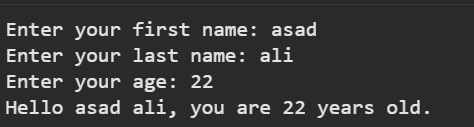 Enter your first name: asad
Enter your last name: ali
Enter your age: 22
Hello asad ali, you are 22 years old.